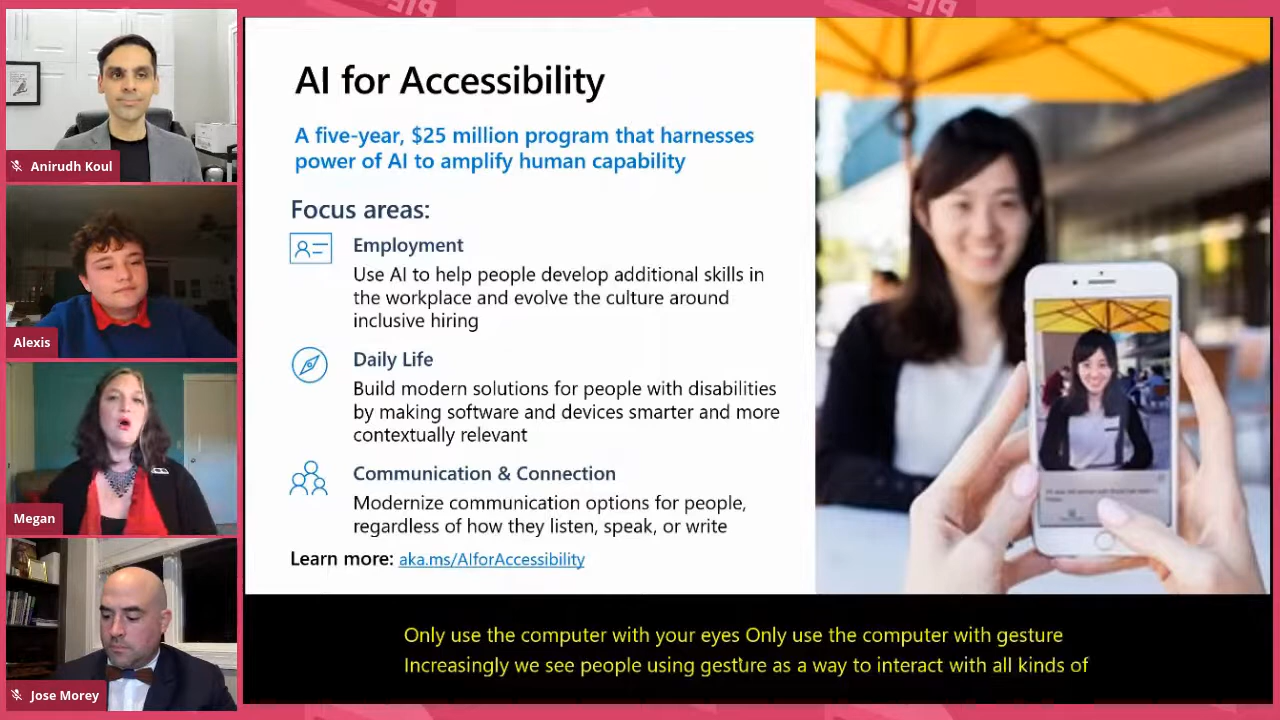 Anirudh Koul
Alexis
Megan
Jose Morey
AI for Accessibility
A five-year, $25 million program that harnesses
power of AI to amplify human capability
Focus areas:
Employment
Use AI to help people develop additional skills in
the workplace and evolve the culture around
inclusive hiring
Daily Life
Build modern solutions for people with disabilities
by making software and devices smarter and more
contextually relevant
Communication & Connection
Modernize communication options for people,
regardless of how they listen, speak, or write
Learn more: aka.ms/AIforAccessibility
Only use the computer with your eyes Only use the computer with gesture
Increasingly we see people using gesture as a way to interact with all kinds of